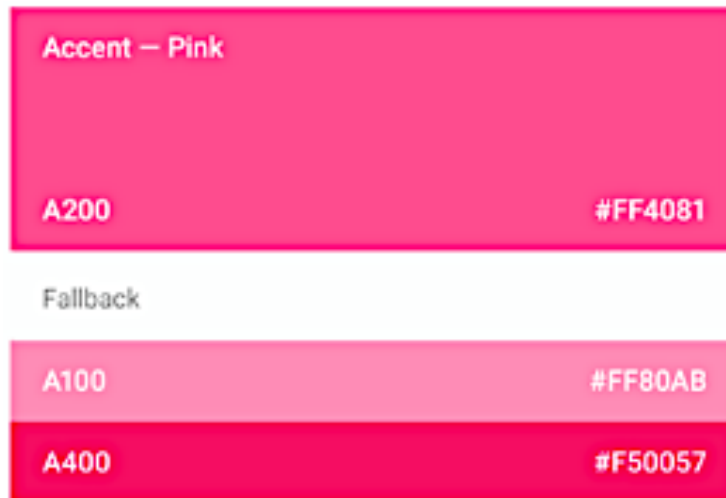 Accent — Pink
A200 #FF4081
Fallback
A100 #FF80AB
A400 #F50057